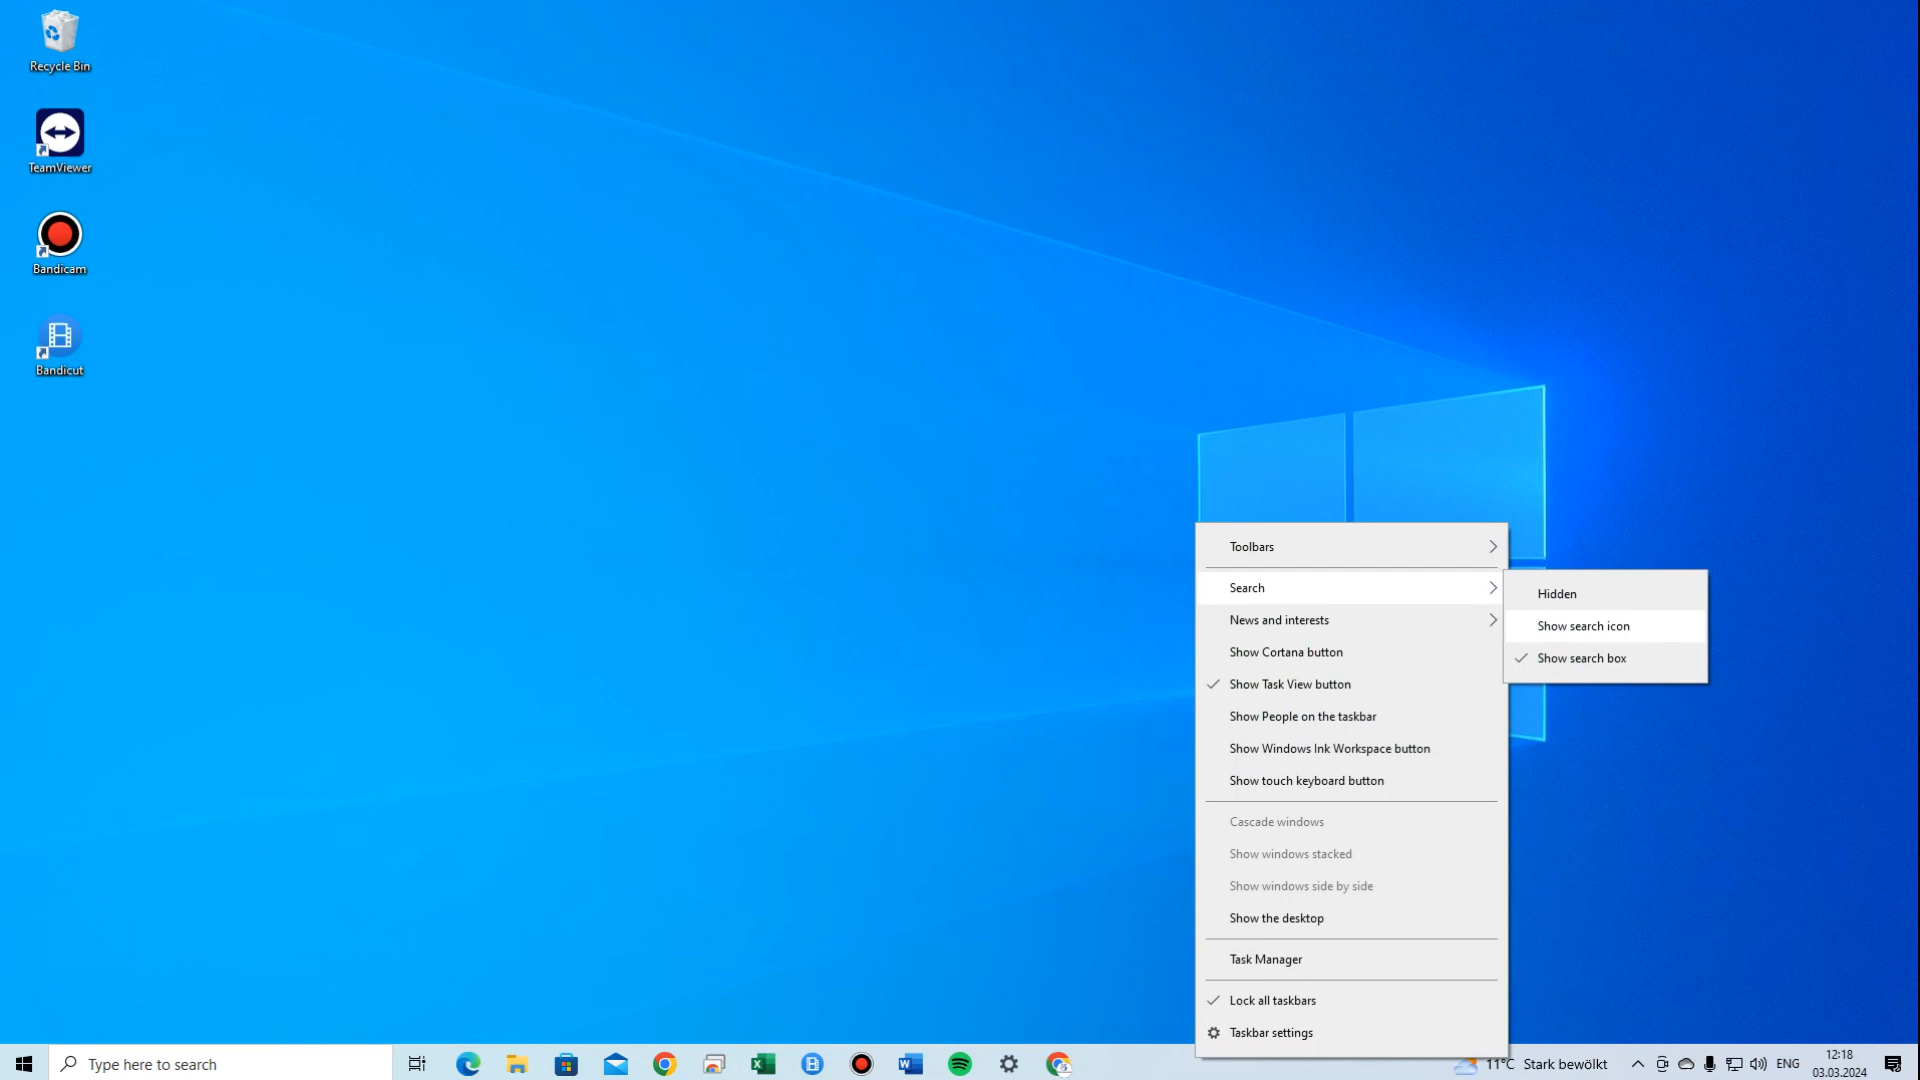 Recycle Bin
TeamViewer
Bandicam
Bandicut
Toolbars
Search
News and interests
Show Cortana button
Show Task View button
Show People on the taskbar
Show Windows Ink Workspace button
Show touch keyboard button
Cascade windows
Show windows stacked
Show windows side by side
Show the desktop
Task Manager
Lock all taskbars
Taskbar settings
Hidden
Show search icon
Show search box
Type here to search
11°C Stark bewölkt
ENG
12:18
03.03.2024